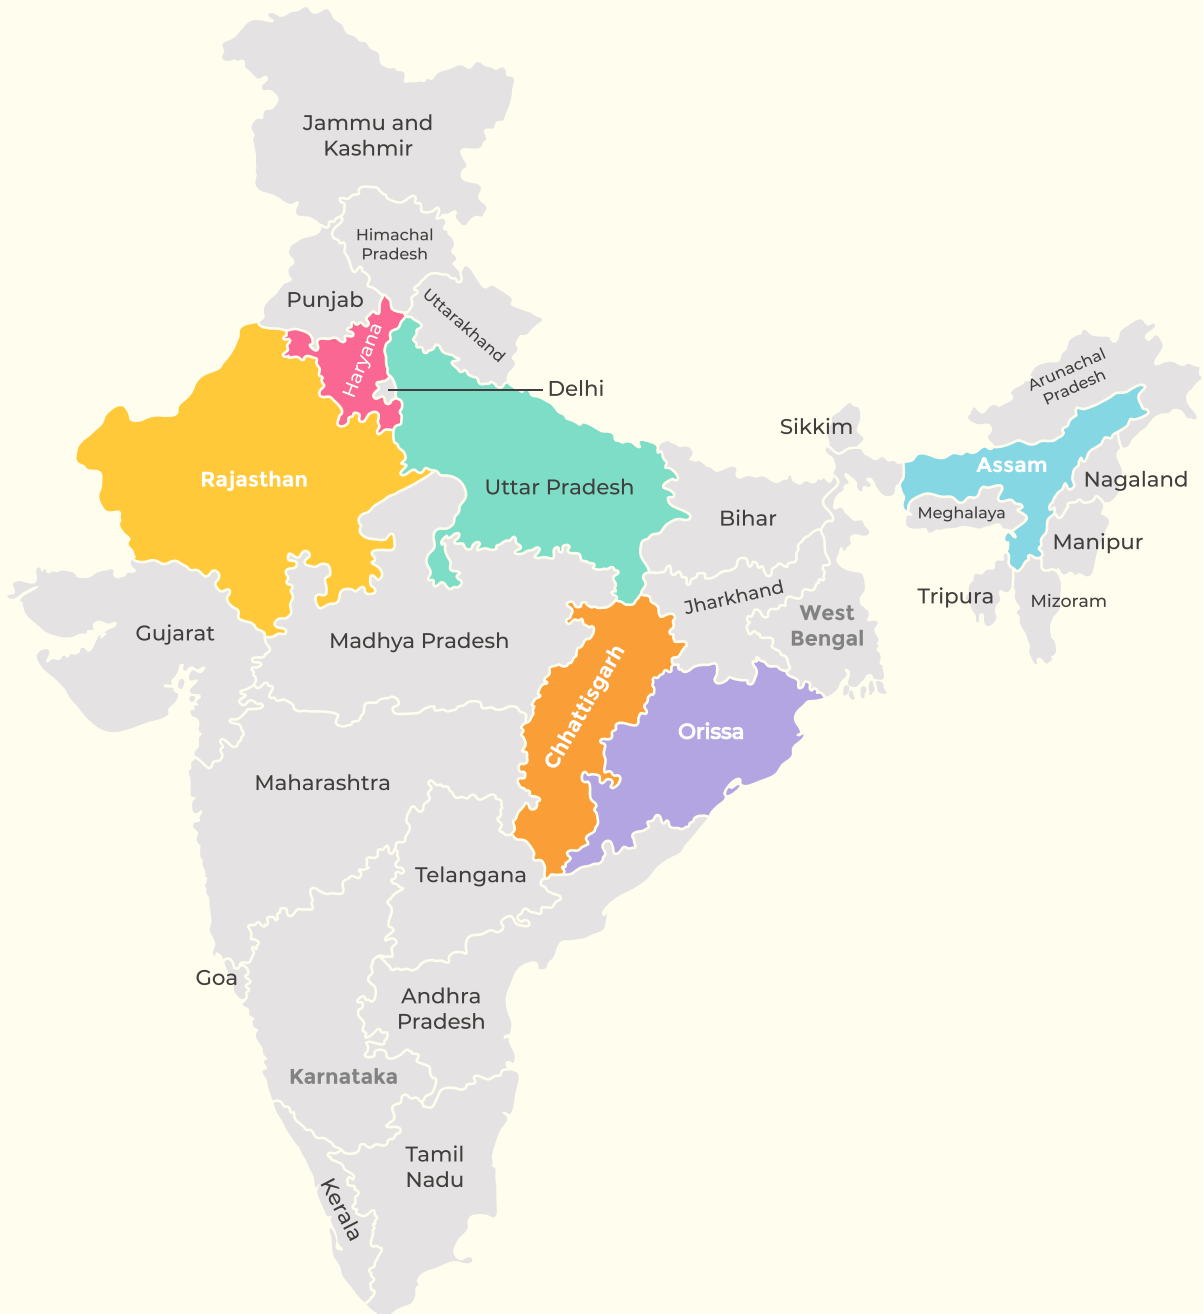 Jammu and
Kashmir
Himachal
Pradesh
Punjab
Uttarakhand
Haryana
Delhi
Arunachal
Pradesh
Sikkim
Assam
Rajasthan
Uttar Pradesh
Nagaland
Bihar
Meghalaya
Manipur
Jharkhand
Tripura
Mizoram
West
Bengal
Gujarat
Madhya Pradesh
Chhattisgarh
Orissa
Maharashtra
Telangana
Goa
Andhra
Pradesh
Karnataka
Tamil
Nadu
Kerala